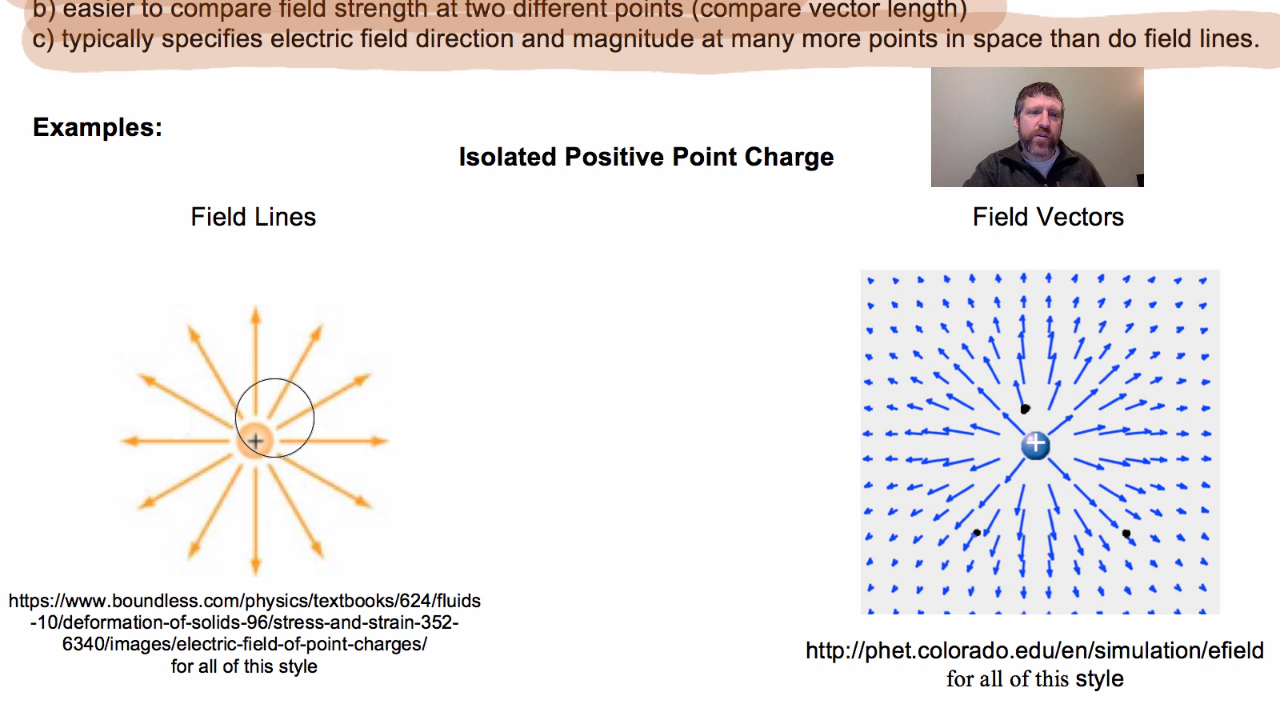 b) easier to compare field strength at two different points (compare vector length)
c) typically specifies electric field direction and magnitude at many more points in space than do field lines.
Examples:
Isolated Positive Point Charge
Field Lines
Field Vectors
+
+
https://www.boundless.com/physics/textbooks/624/fluids
-10/deformation-of-solids-96/stress-and-strain-352-
6340/images/electric-field-of-point-charges/
for all of this style
http://phet.colorado.edu/en/simulation/efield
for all of this style